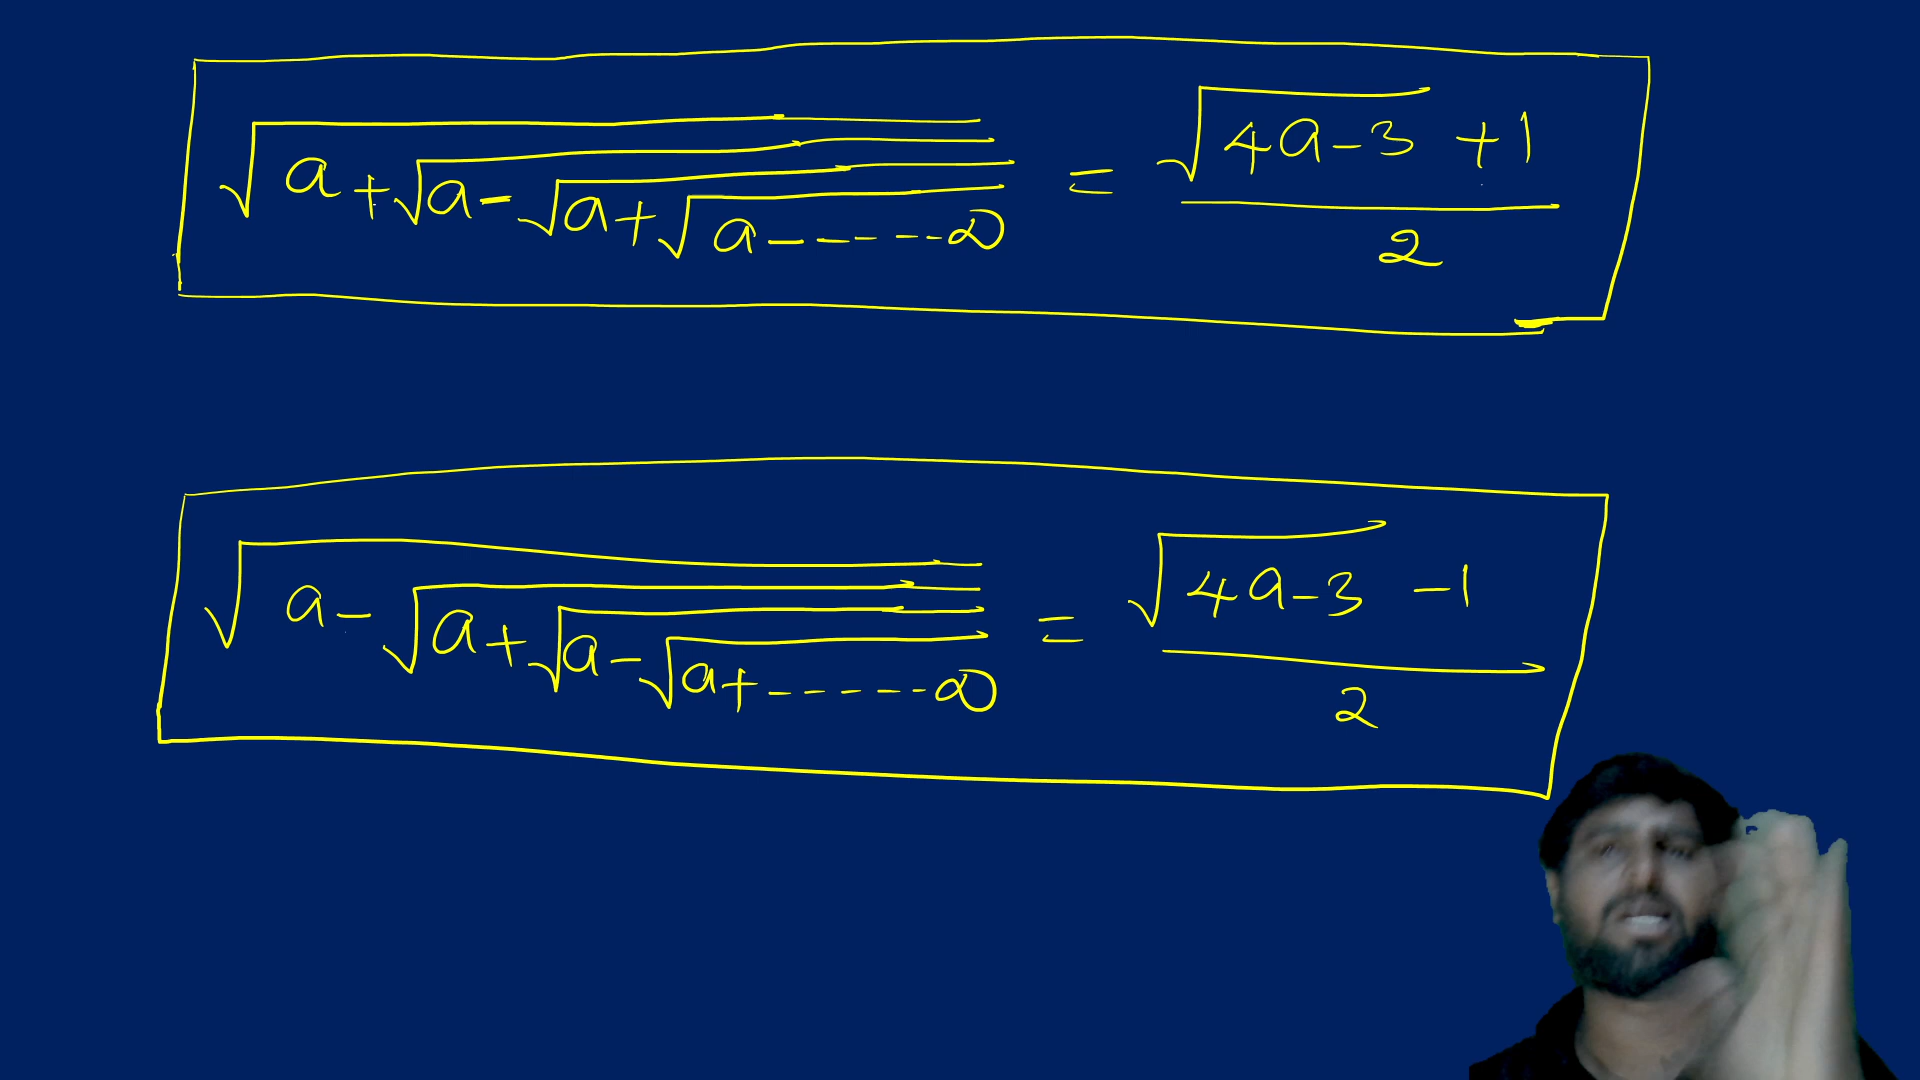 √(a+√(a-√(a+√(a------∞)))) = (√(4a-3) +1)/2
√(a-√(a+√(a-√(a+------∞)))) = (√(4a-3) -1)/2